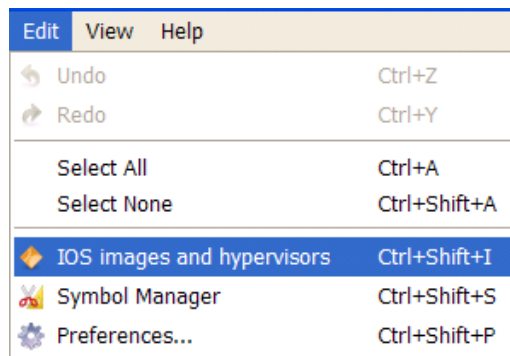 Edit View Help
Undo Ctrl+Z
Redo Ctrl+Y
Select All Ctrl+A
Select None Ctrl+Shift+A
IOS images and hypervisors Ctrl+Shift+I
Symbol Manager Ctrl+Shift+S
Preferences... Ctrl+Shift+P